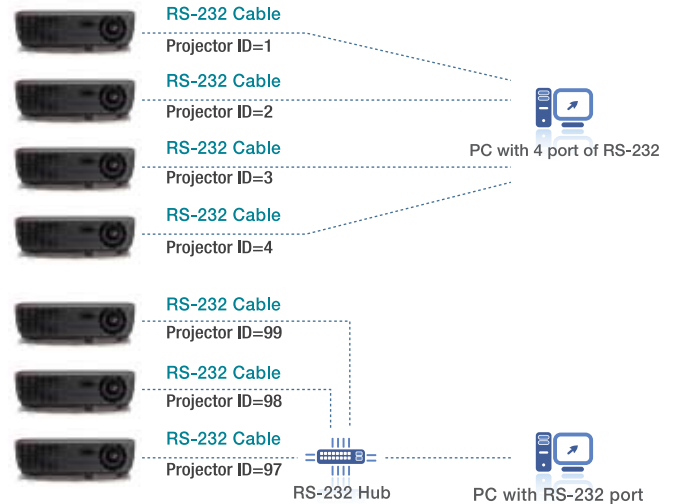 RS-232 Cable
Projector ID=1
RS-232 Cable
Projector ID=2
RS-232 Cable
Projector ID=3
RS-232 Cable
Projector ID=4
PC with 4 port of RS-232
RS-232 Cable
Projector ID=99
RS-232 Cable
Projector ID=98
RS-232 Cable
Projector ID=97
RS-232 Hub
PC with RS-232 port